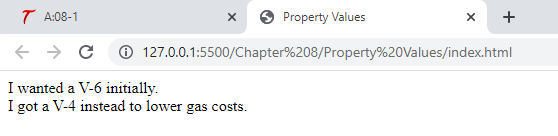 A:08-1
Property Values
127.0.0.1:5500/Chapter%208/Property%20Values/index.html
I wanted a V-6 initially.
I got a V-4 instead to lower gas costs.